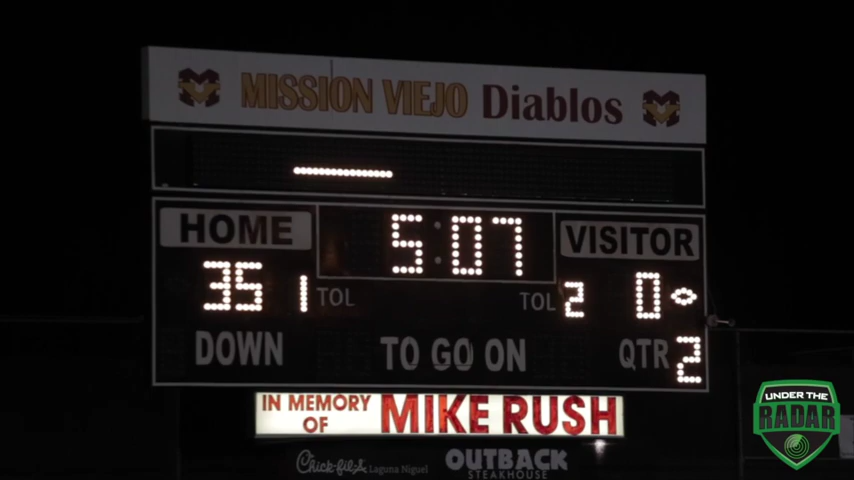 MISSION VIEJO Diablos
HOME 5:07 VISITOR
35 1 TOL TOL 2 0
DOWN TO GO ON QTR 2
IN MEMORY OF MIKE RUSH
Chick-fil-A Laguna Niguel OUTBACK STEAKHOUSE
UNDER THE RADAR